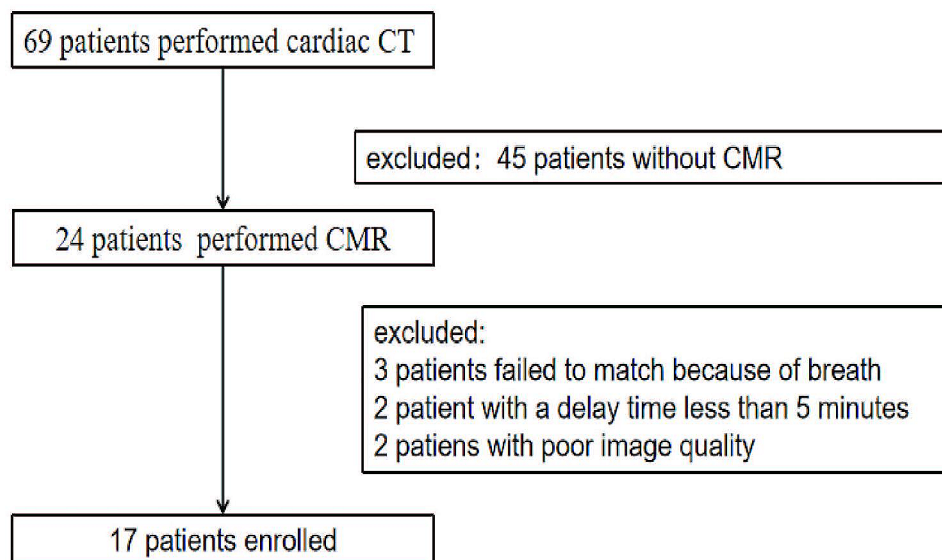 69 patients performed cardiac CT
excluded: 45 patients without CMR
24 patients performed CMR
excluded:
3 patients failed to match because of breath
2 patient with a delay time less than 5 minutes
2 patiens with poor image quality
17 patients enrolled